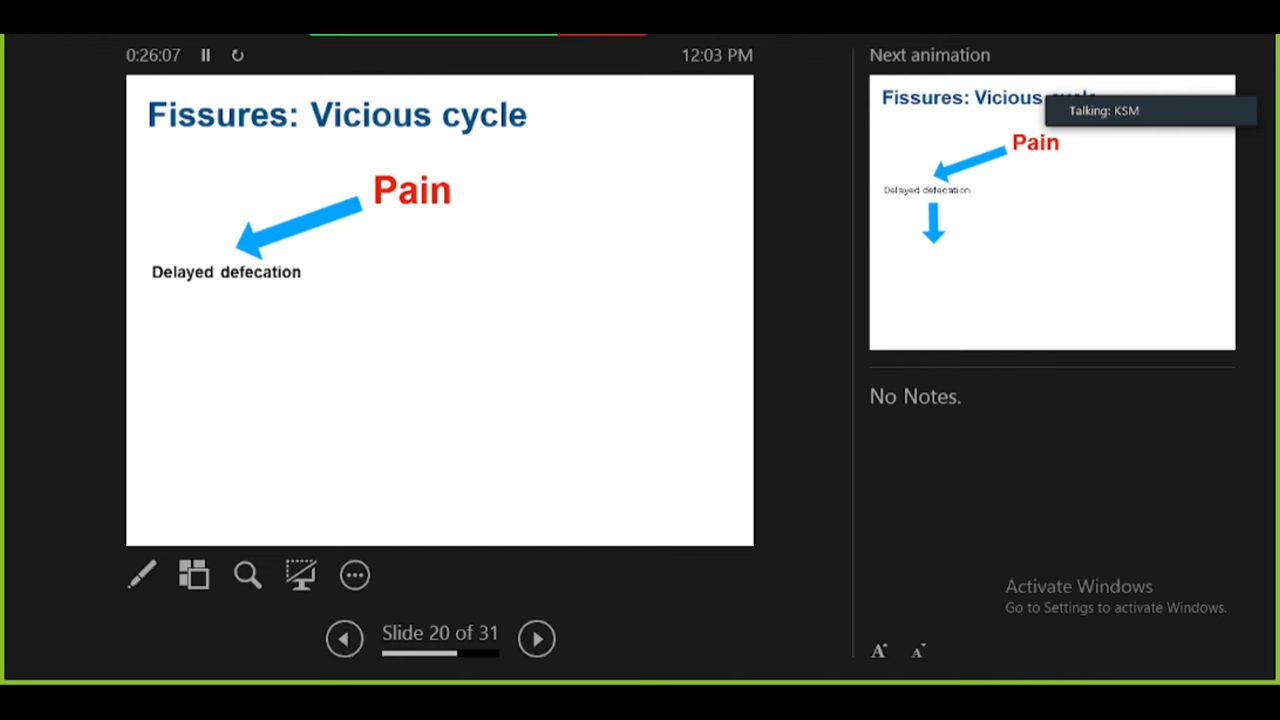 0:26:07
12:03 PM
Fissures: Vicious cycle
Pain
Delayed defecation
Slide 20 of 31
Next animation
Fissures: Vicious
Talking: KSM
Pain
Delayed defecation
No Notes.
Activate Windows
Go to Settings to activate Windows.
A A